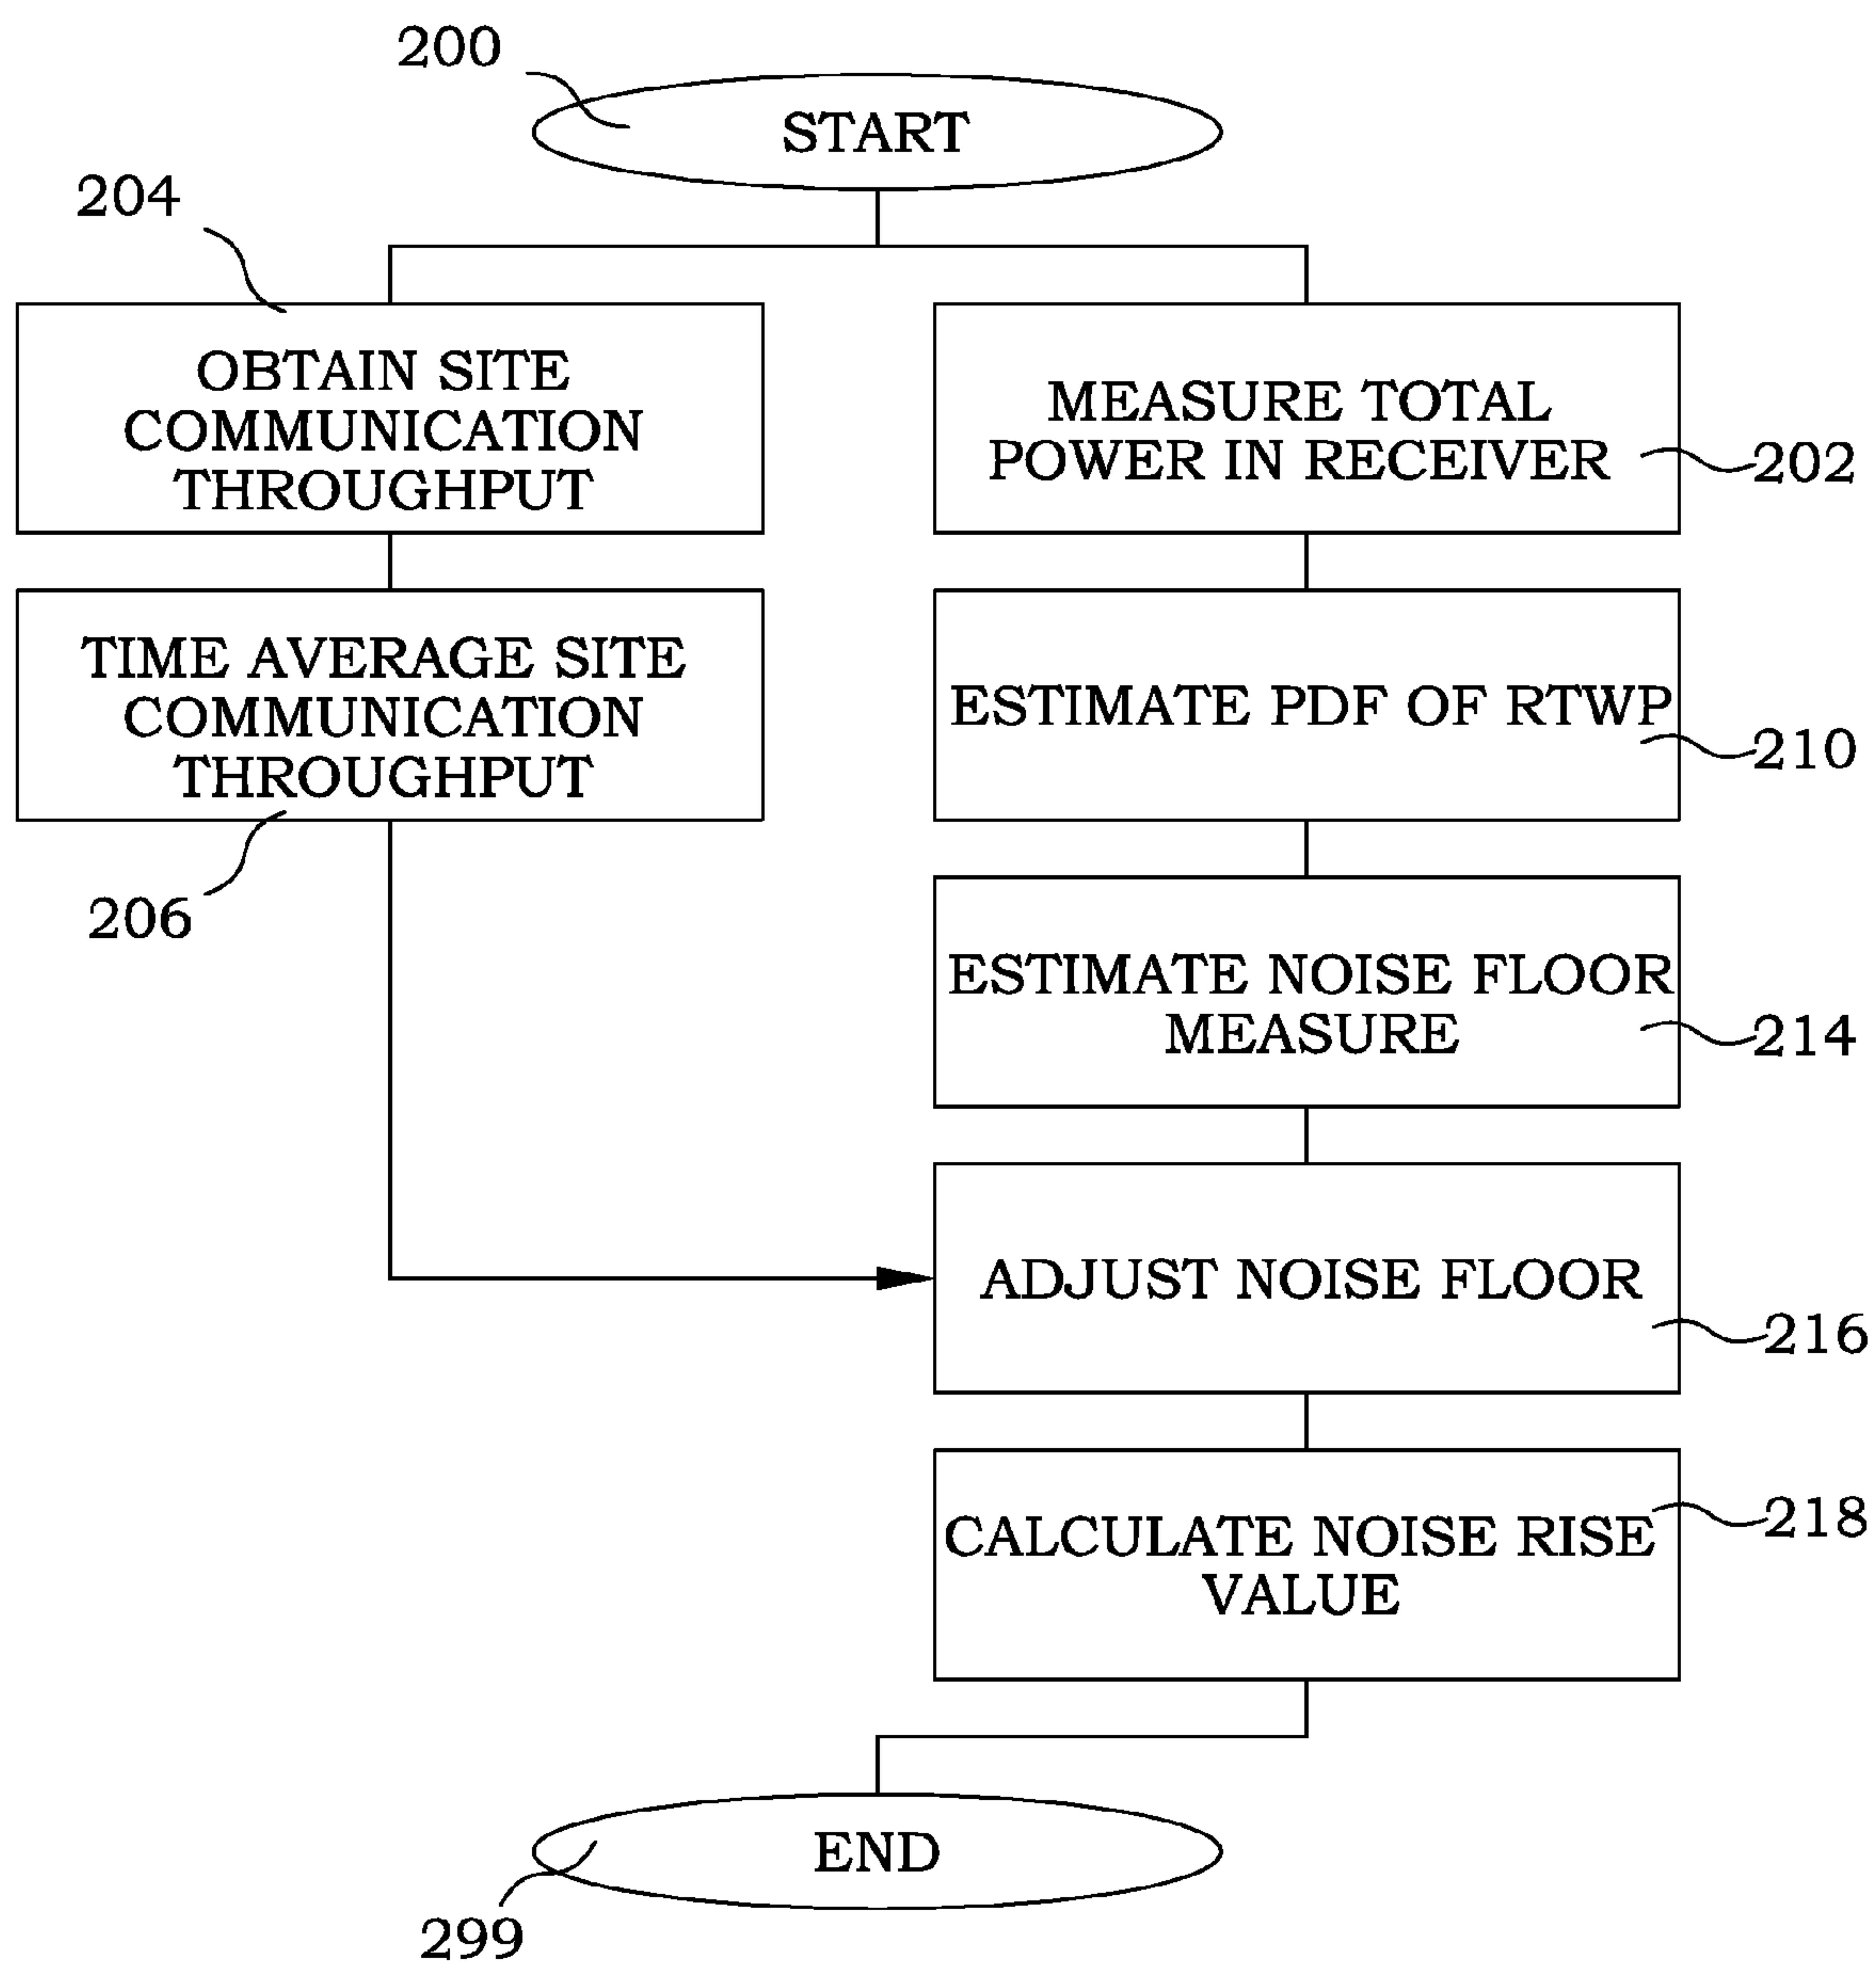 200
START
204
OBTAIN SITE
COMMUNICATION
THROUGHPUT
MEASURE TOTAL
POWER IN RECEIVER
202
TIME AVERAGE SITE
COMMUNICATION
THROUGHPUT
206
ESTIMATE PDF OF RTWP
210
ESTIMATE NOISE FLOOR
MEASURE
214
ADJUST NOISE FLOOR
216
CALCULATE NOISE RISE
VALUE
218
END
299